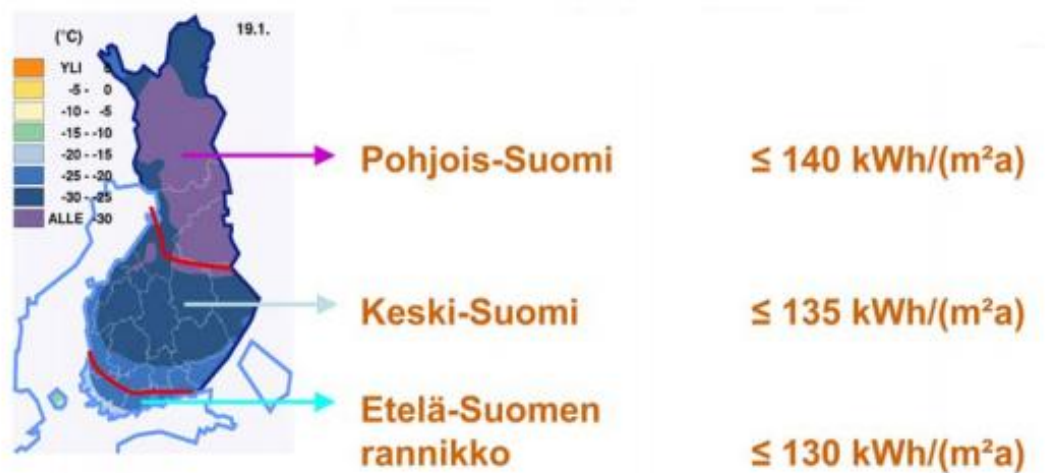 19.1.
(°C)
YLI 0
-5 - 0
-10 - -5
-15 - -10
-20 - -15
-25 - -20
-30 - -25
ALLE -30
Pohjois-Suomi ≤ 140 kWh/(m²a)
Keski-Suomi ≤ 135 kWh/(m²a)
Etelä-Suomen
rannikko ≤ 130 kWh/(m²a)